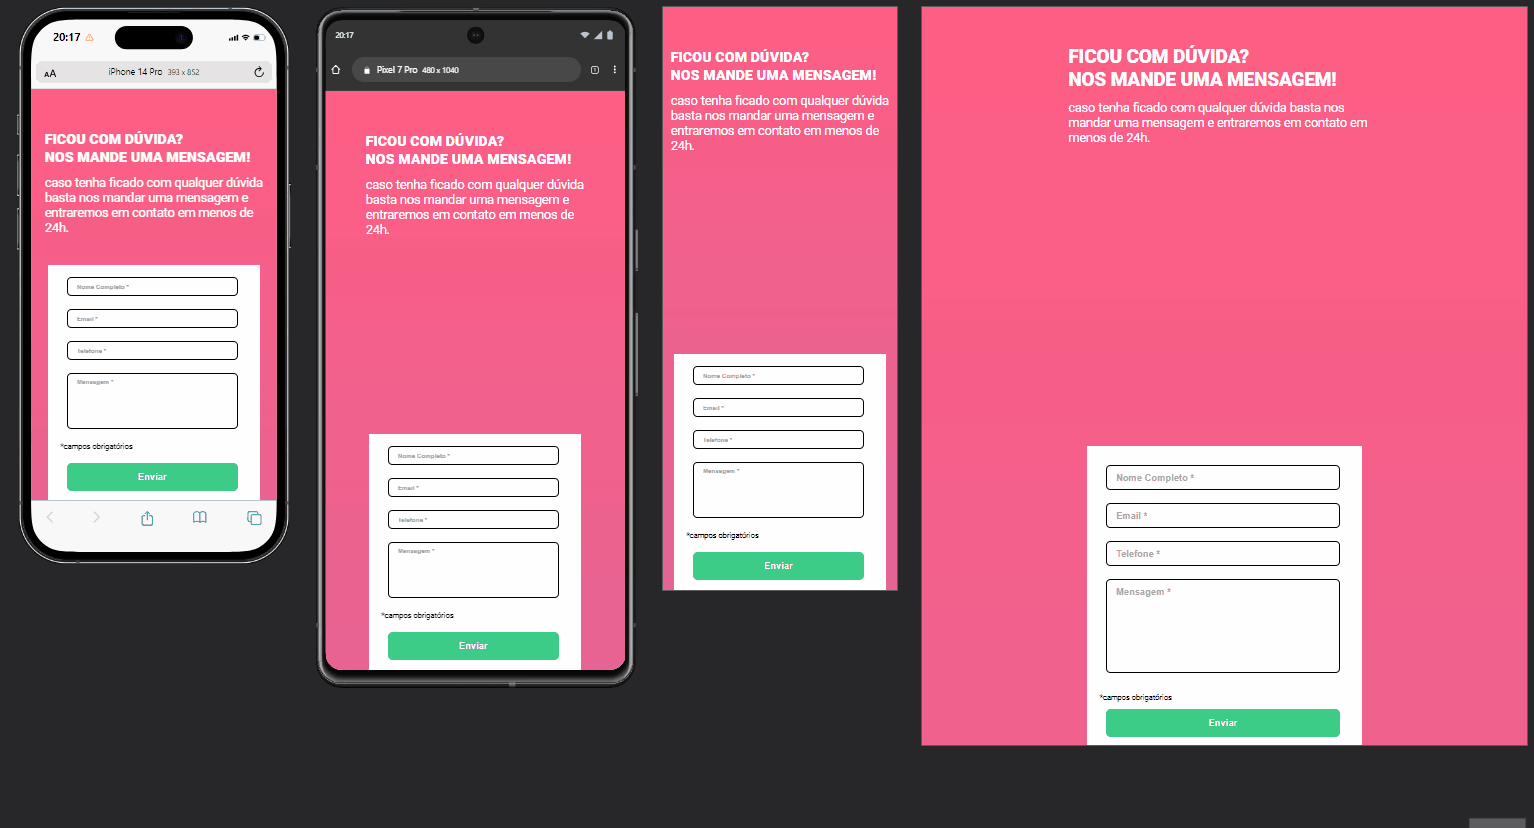 20:17
AA
iPhone 14 Pro 393 x 852
FICOU COM DÚVIDA?
NOS MANDE UMA MENSAGEM!
caso tenha ficado com qualquer dúvida
basta nos mandar uma mensagem e
entraremos em contato em menos de
24h.
Nome Completo *
Email *
Telefone *
Mensagem *
*campos obrigatórios
Enviar
20:17
Pixel 7 Pro 480 x 1040
1
FICOU COM DÚVIDA?
NOS MANDE UMA MENSAGEM!
caso tenha ficado com qualquer dúvida
basta nos mandar uma mensagem e
entraremos em contato em menos de
24h.
Nome Completo *
Email *
Telefone *
Mensagem *
*campos obrigatórios
Enviar
FICOU COM DÚVIDA?
NOS MANDE UMA MENSAGEM!
caso tenha ficado com qualquer dúvida
basta nos mandar uma mensagem e
entraremos em contato em menos de
24h.
Nome Completo *
Email *
Telefone *
Mensagem *
*campos obrigatórios
Enviar
FICOU COM DÚVIDA?
NOS MANDE UMA MENSAGEM!
caso tenha ficado com qualquer dúvida basta nos
mandar uma mensagem e entraremos em contato em
menos de 24h.
Nome Completo *
Email *
Telefone *
Mensagem *
*campos obrigatórios
Enviar